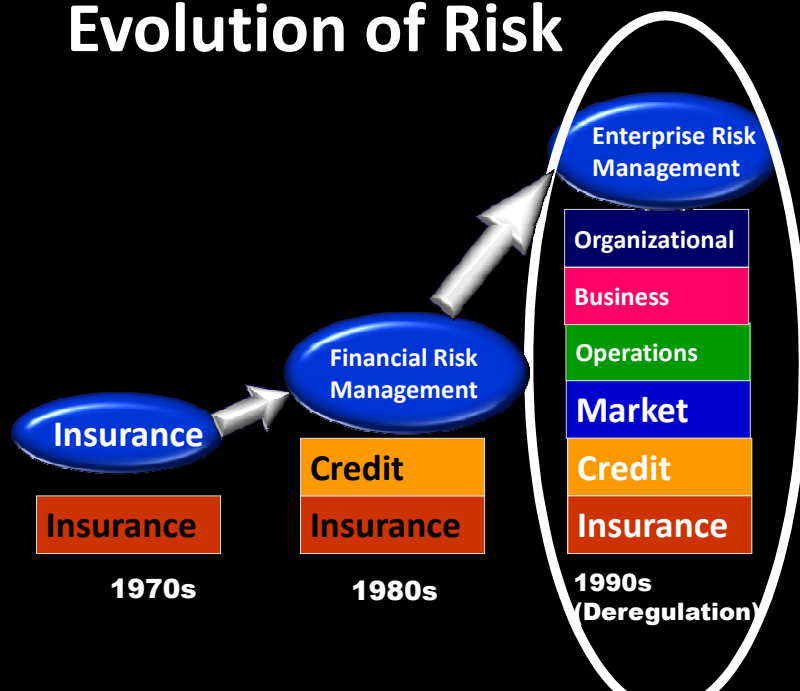 Evolution of Risk
Enterprise Risk
Management
Organizational
Business
Operations
Market
Credit
Insurance
1990s
(Deregulation)
Financial Risk
Management
Credit
Insurance
1980s
Insurance
Insurance
1970s